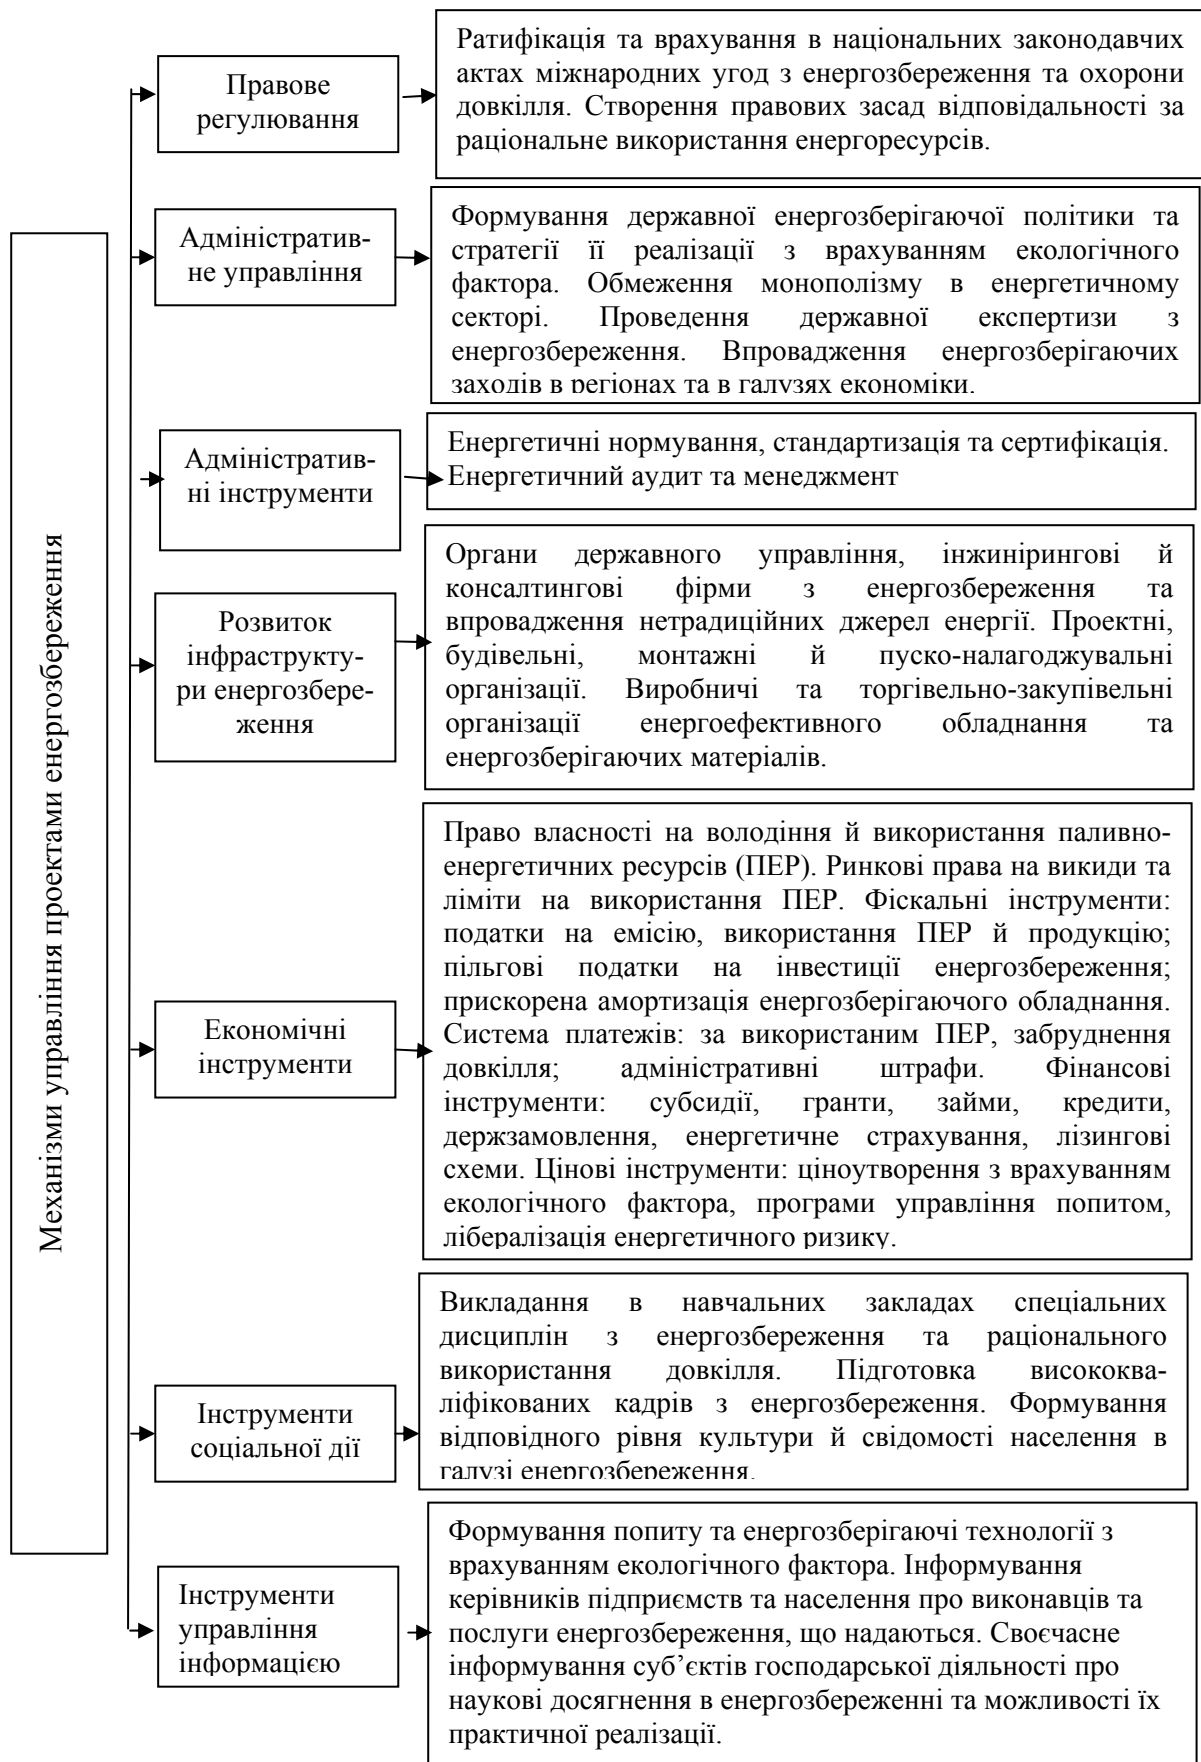 Механізми управління проектами енергозбереження
Правове
регулювання
Ратифікація та врахування в національних законодавчих
актах міжнародних угод з енергозбереження та охорони
довкілля. Створення правових засад відповідальності за
раціональне використання енергоресурсів.
Адміністратив-
не управління
Формування державної енергозберігаючої політики та
стратегії її реалізації з врахуванням екологічного
фактора. Обмеження монополізму в енергетичному
секторі. Проведення державної експертизи з
енергозбереження. Впровадження енергозберігаючих
заходів в регіонах та в галузях економіки.
Адміністратив-
ні інструменти
Енергетичні нормування, стандартизація та сертифікація.
Енергетичний аудит та менеджмент
Розвиток
інфраструкту-
ри енергозбере-
ження
Органи державного управління, інжинірингові й
консалтингові фірми з енергозбереження та
впровадження нетрадиційних джерел енергії. Проектні,
будівельні, монтажні й пуско-налагоджувальні
організації. Виробничі та торгівельно-закупівельні
організації енергоефективного обладнання та
енергозберігаючих матеріалів.
Економічні
інструменти
Право власності на володіння й використання паливно-
енергетичних ресурсів (ПЕР). Ринкові права на викиди та
ліміти на використання ПЕР. Фіскальні інструменти:
податки на емісію, використання ПЕР й продукцію;
пільгові податки на інвестиції енергозбереження;
прискорена амортизація енергозберігаючого обладнання.
Система платежів: за використаним ПЕР, забруднення
довкілля; адміністративні штрафи. Фінансові
інструменти: субсидії, гранти, займи, кредити,
держзамовлення, енергетичне страхування, лізингові
схеми. Цінові інструменти: ціноутворення з врахуванням
екологічного фактора, програми управління попитом,
лібералізація енергетичного ризику.
Інструменти
соціальної дії
Викладання в навчальних закладах спеціальних
дисциплін з енергозбереження та раціонального
використання довкілля. Підготовка висококва-
ліфікованих кадрів з енергозбереження. Формування
відповідного рівня культури й свідомості населення в
галузі енергозбереження.
Інструменти
управління
інформацією
Формування попиту та енергозберігаючі технології з
врахуванням екологічного фактора. Інформування
керівників підприємств та населення про виконавців та
послуги енергозбереження, що надаються. Своєчасне
інформування суб’єктів господарської діяльності про
наукові досягнення в енергозбереженні та можливості їх
практичної реалізації.